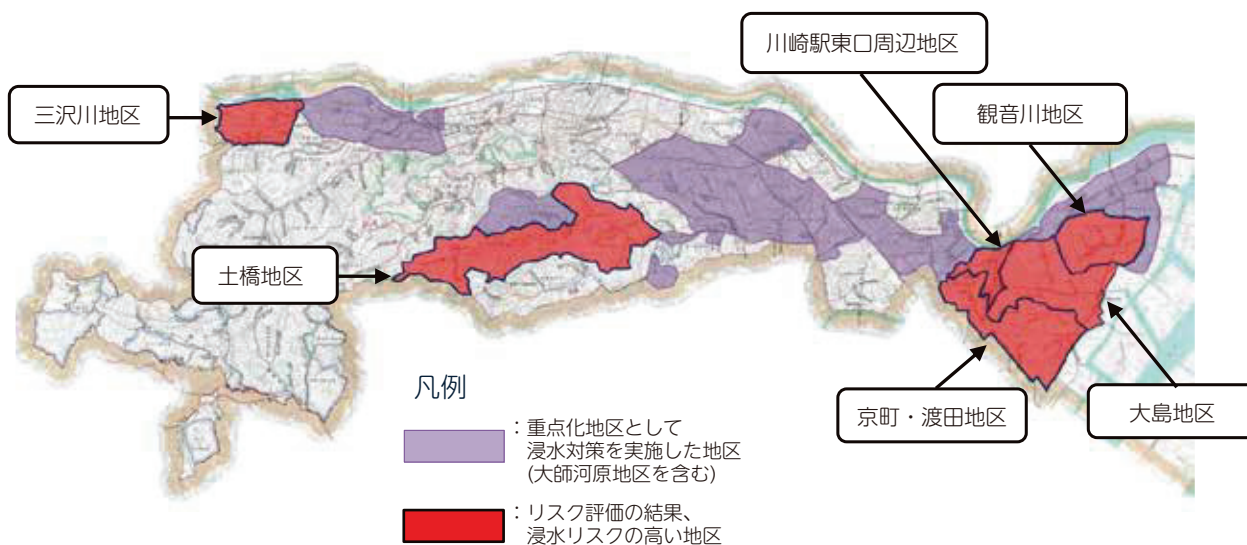 川崎駅東口周辺地区
三沢川地区
観音川地区
土橋地区
京町・渡田地区
大島地区
凡例
：重点化地区として
浸水対策を実施した地区
(大師河原地区を含む)
：リスク評価の結果、
浸水リスクの高い地区